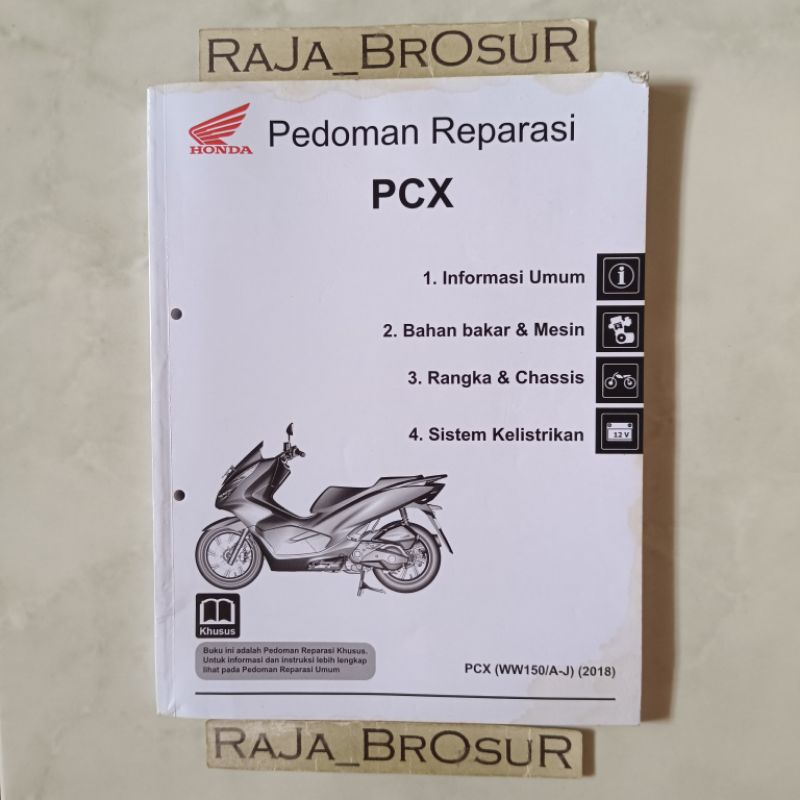 RAJA_BROSUR
HONDA
Pedoman Reparasi
PCX
1. Informasi Umum
2. Bahan bakar & Mesin
3. Rangka & Chassis
4. Sistem Kelistrikan
12 V
Khusus
Buku ini adalah Pedoman Reparasi Khusus.
Untuk informasi dan instruksi lebih lengkap
lihat pada Pedoman Reparasi Umum
PCX (WW150/A-J) (2018)
RAJA_BROSUR